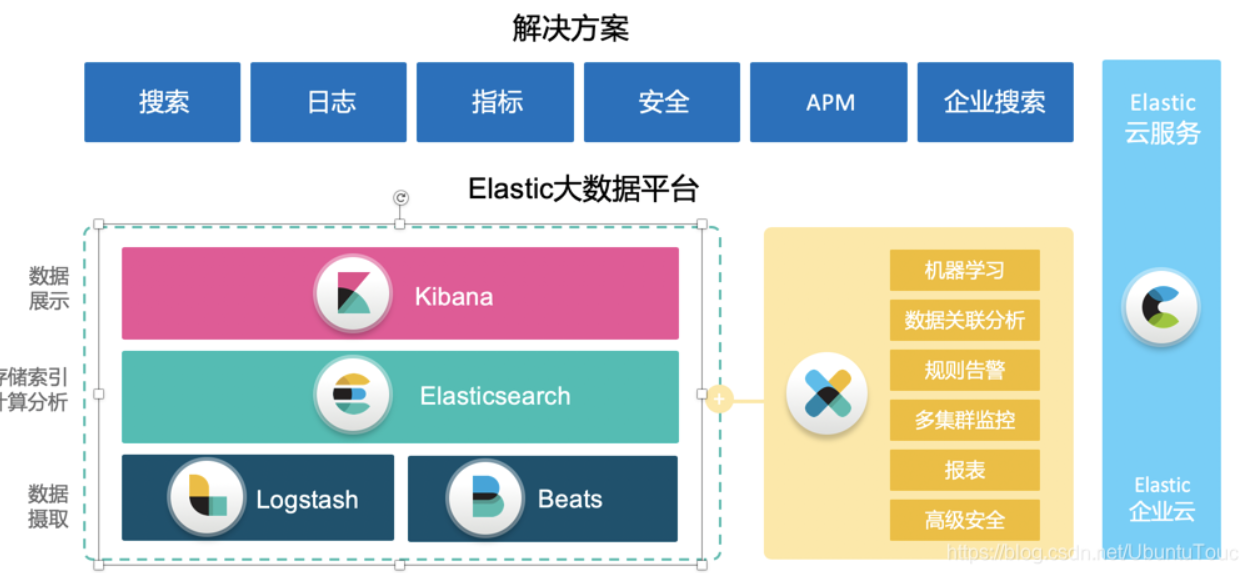 解决方案
搜索
日志
指标
安全
APM
企业搜索
Elastic
云服务
Elastic大数据平台
数据
展示
Kibana
存储索引
计算分析
Elasticsearch
+
数据
摄取
Logstash
Beats
机器学习
数据关联分析
规则告警
多集群监控
报表
高级安全
Elastic
企业云
https://blog.csdn.net/UbuntuTouc